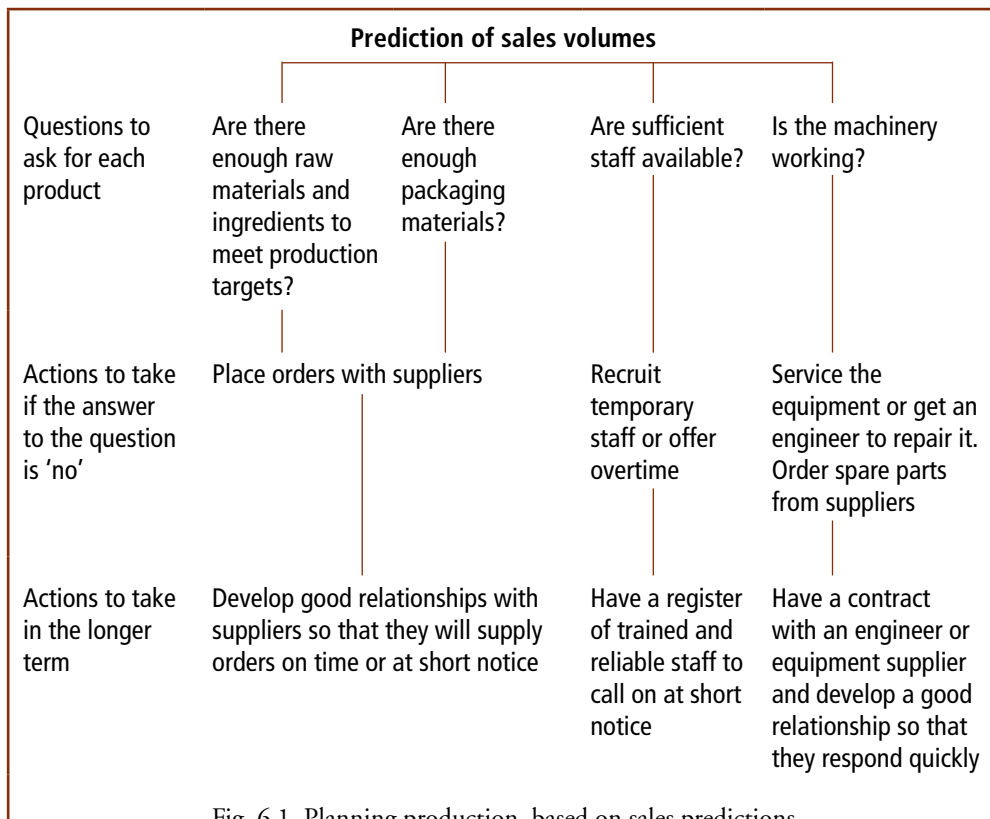 Prediction of sales volumes
Questions to
ask for each
product
Are there
enough raw
materials and
ingredients to
meet production
targets?
Are there
enough
packaging
materials?
Are sufficient
staff available?
Is the machinery
working?
Actions to take
if the answer
to the question
is ‘no’
Place orders with suppliers
Recruit
temporary
staff or offer
overtime
Service the
equipment or get an
engineer to repair it.
Order spare parts
from suppliers
Actions to take
in the longer
term
Develop good relationships with
suppliers so that they will supply
orders on time or at short notice
Have a register
of trained and
reliable staff to
call on at short
notice
Have a contract
with an engineer or
equipment supplier
and develop a good
relationship so that
they respond quickly
Fig. 6.1 Planning production, based on sales predictions